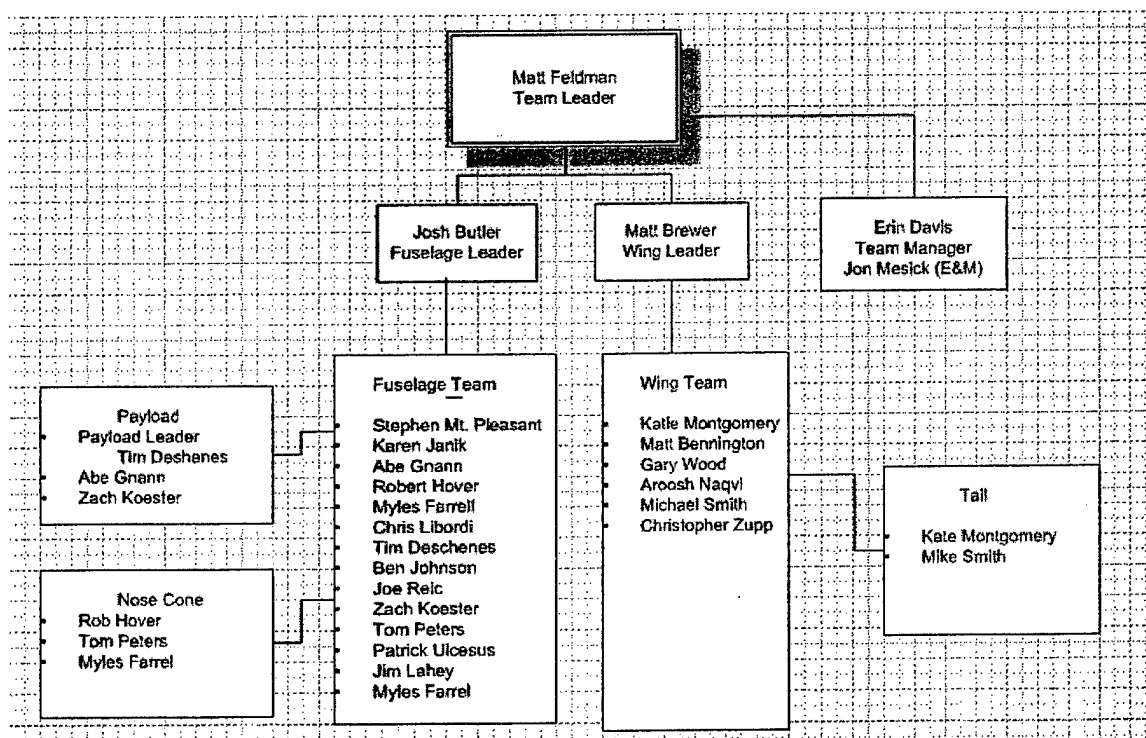 Matt Feldman
Team Leader
Josh Butler
Fuselage Leader
Matt Brewer
Wing Leader
Erin Davis
Team Manager
Jon Mesick (E&M)
Payload
Payload Leader
Tim Deshenes
Abe Gnann
Zach Koester
Nose Cone
Rob Hover
Tom Peters
Myles Farrel
Fuselage Team
Stephen Mt. Pleasant
Karen Janik
Abe Gnann
Robert Hover
Myles Farrell
Chris Libordi
Tim Deschenes
Ben Johnson
Joe Relc
Zach Koester
Tom Peters
Patrick Ulcesus
Jim Lahey
Myles Farrel
Wing Team
Katie Montgomery
Matt Bennington
Gary Wood
Aroosh Naqvi
Michael Smith
Christopher Zupp
Tail
Kate Montgomery
Mike Smith